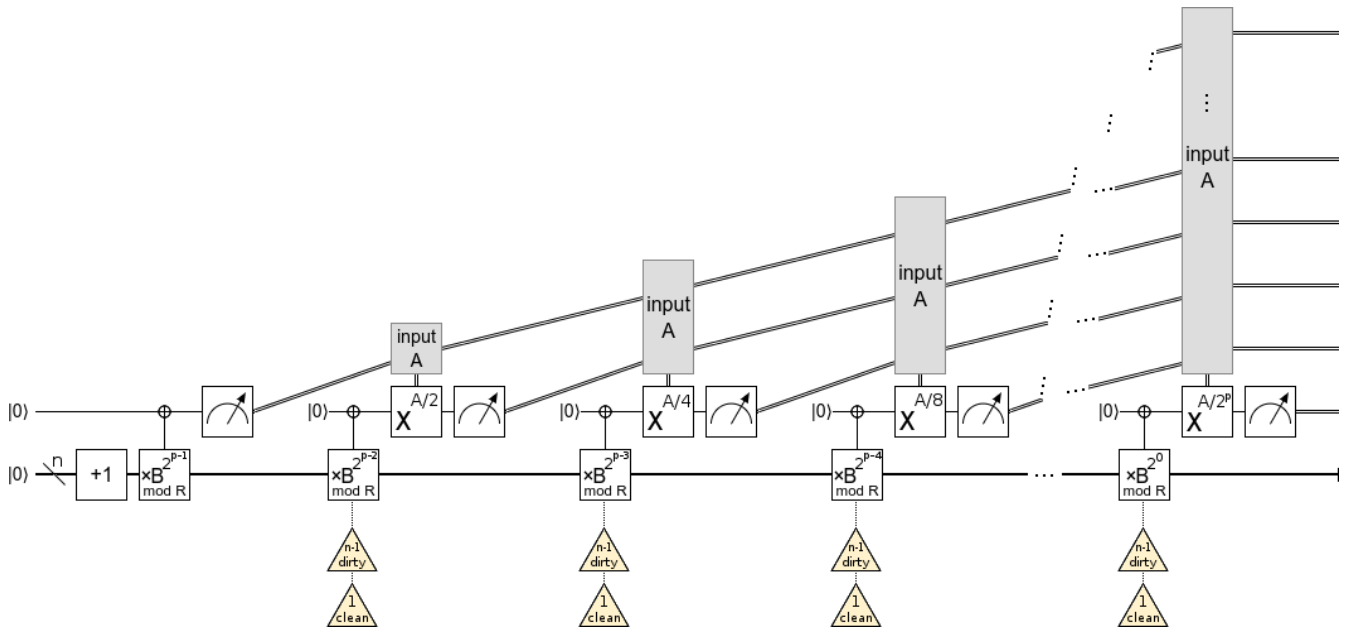 ⋮
input
A
input
A
input
A
input
A
|0⟩
|0⟩
X^A/2
|0⟩
X^A/4
|0⟩
X^A/8
|0⟩
X^A/2^p
|0⟩
n
+1
×B^2^p-1
mod R
×B^2^p-2
mod R
×B^2^p-3
mod R
×B^2^p-4
mod R
...
×B^2^0
mod R
n-1
dirty
n-1
dirty
n-1
dirty
n-1
dirty
1
clean
1
clean
1
clean
1
clean